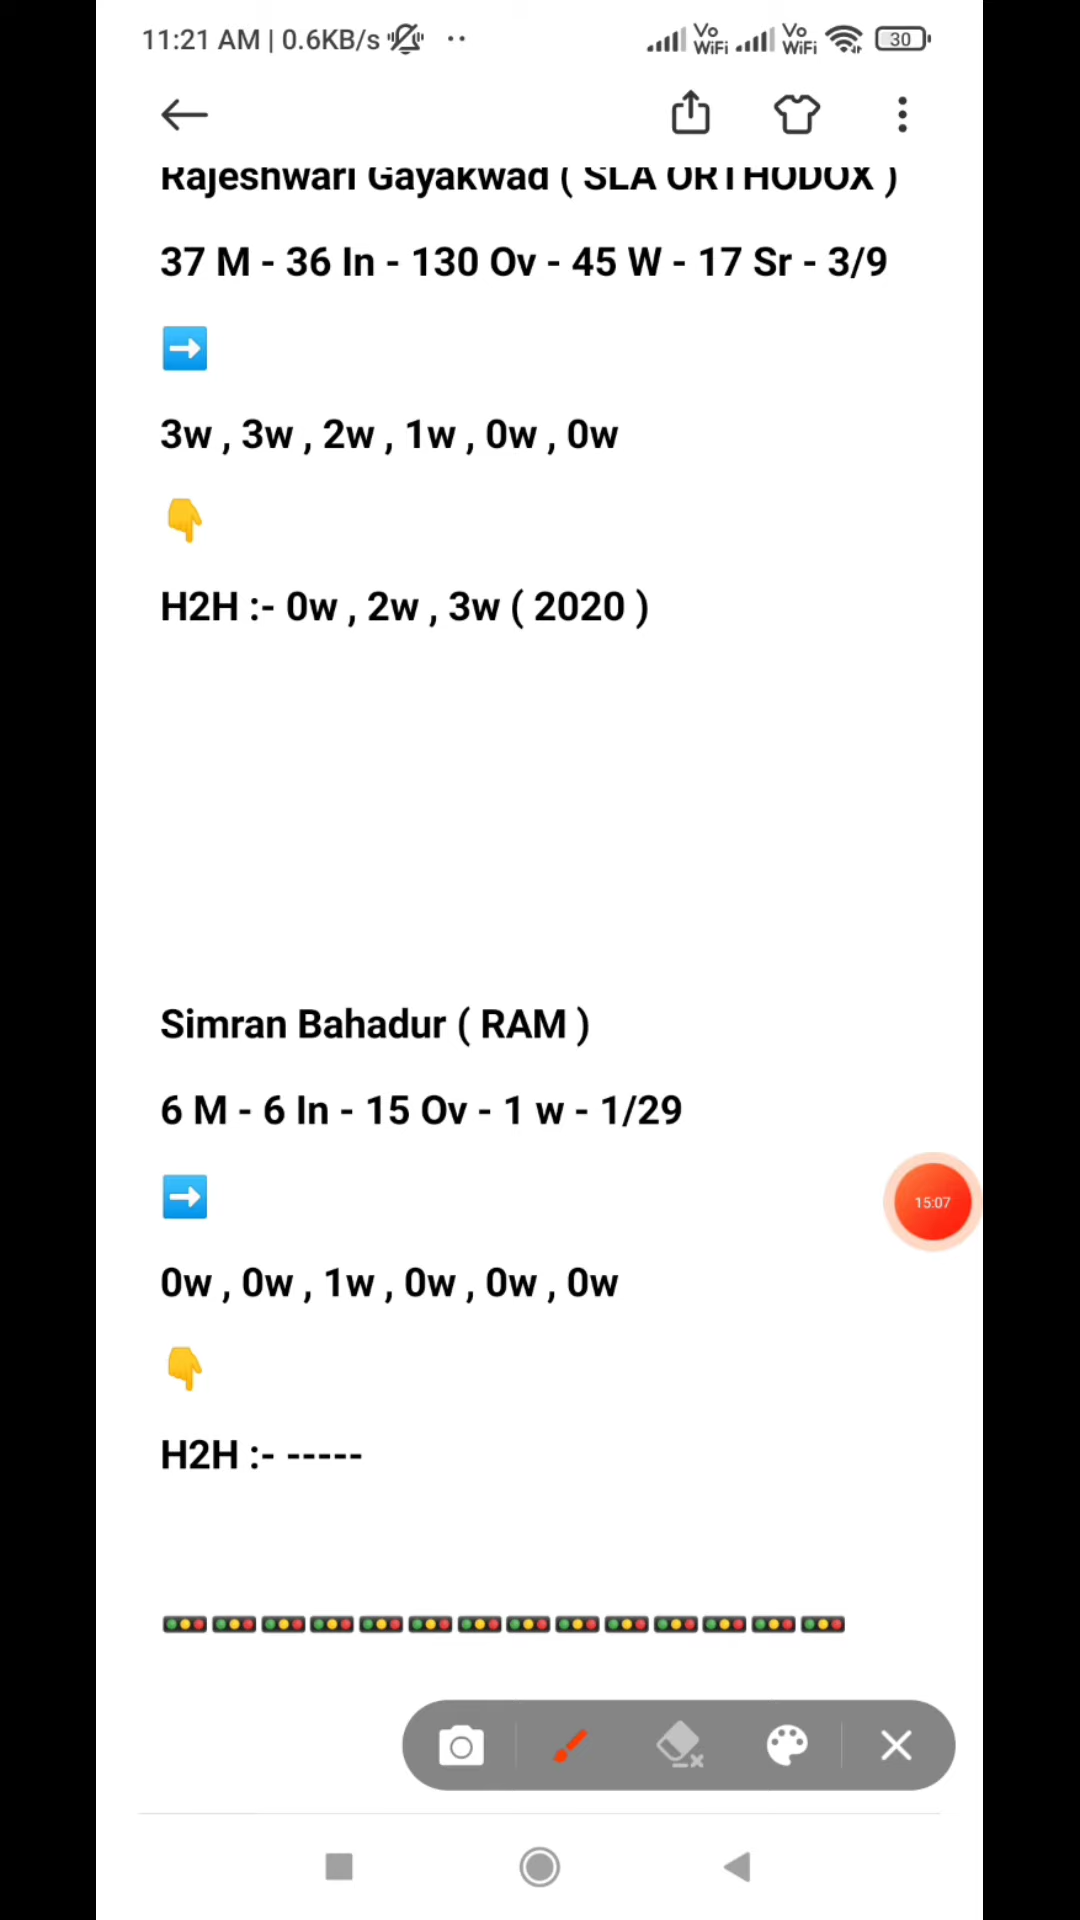 11:21 AM | 0.6KB/s
Vo WiFi Vo WiFi 30
Rajeshwari Gayakwad ( SLA ORTHODOX )
37 M - 36 In - 130 Ov - 45 W - 17 Sr - 3/9
➡️
3w , 3w , 2w , 1w , 0w , 0w
👇
H2H :- 0w , 2w , 3w ( 2020 )
Simran Bahadur ( RAM )
6 M - 6 In - 15 Ov - 1 w - 1/29
➡️
15:07
0w , 0w , 1w , 0w , 0w , 0w
👇
H2H :- -----
🚥🚥🚥🚥🚥🚥🚥🚥🚥🚥🚥🚥🚥🚥